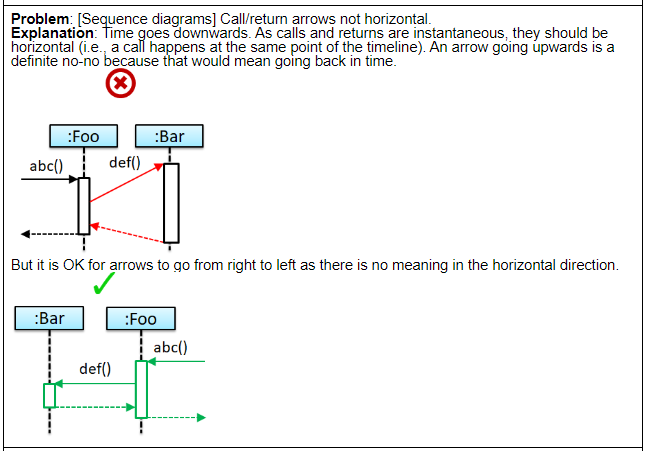 Problem: [Sequence diagrams] Call/return arrows not horizontal.
Explanation: Time goes downwards. As calls and returns are instantaneous, they should be
horizontal (i.e., a call happens at the same point of the timeline). An arrow going upwards is a
definite no-no because that would mean going back in time.
:Foo :Bar
abc() def()
But it is OK for arrows to go from right to left as there is no meaning in the horizontal direction.
:Bar :Foo
abc()
def()